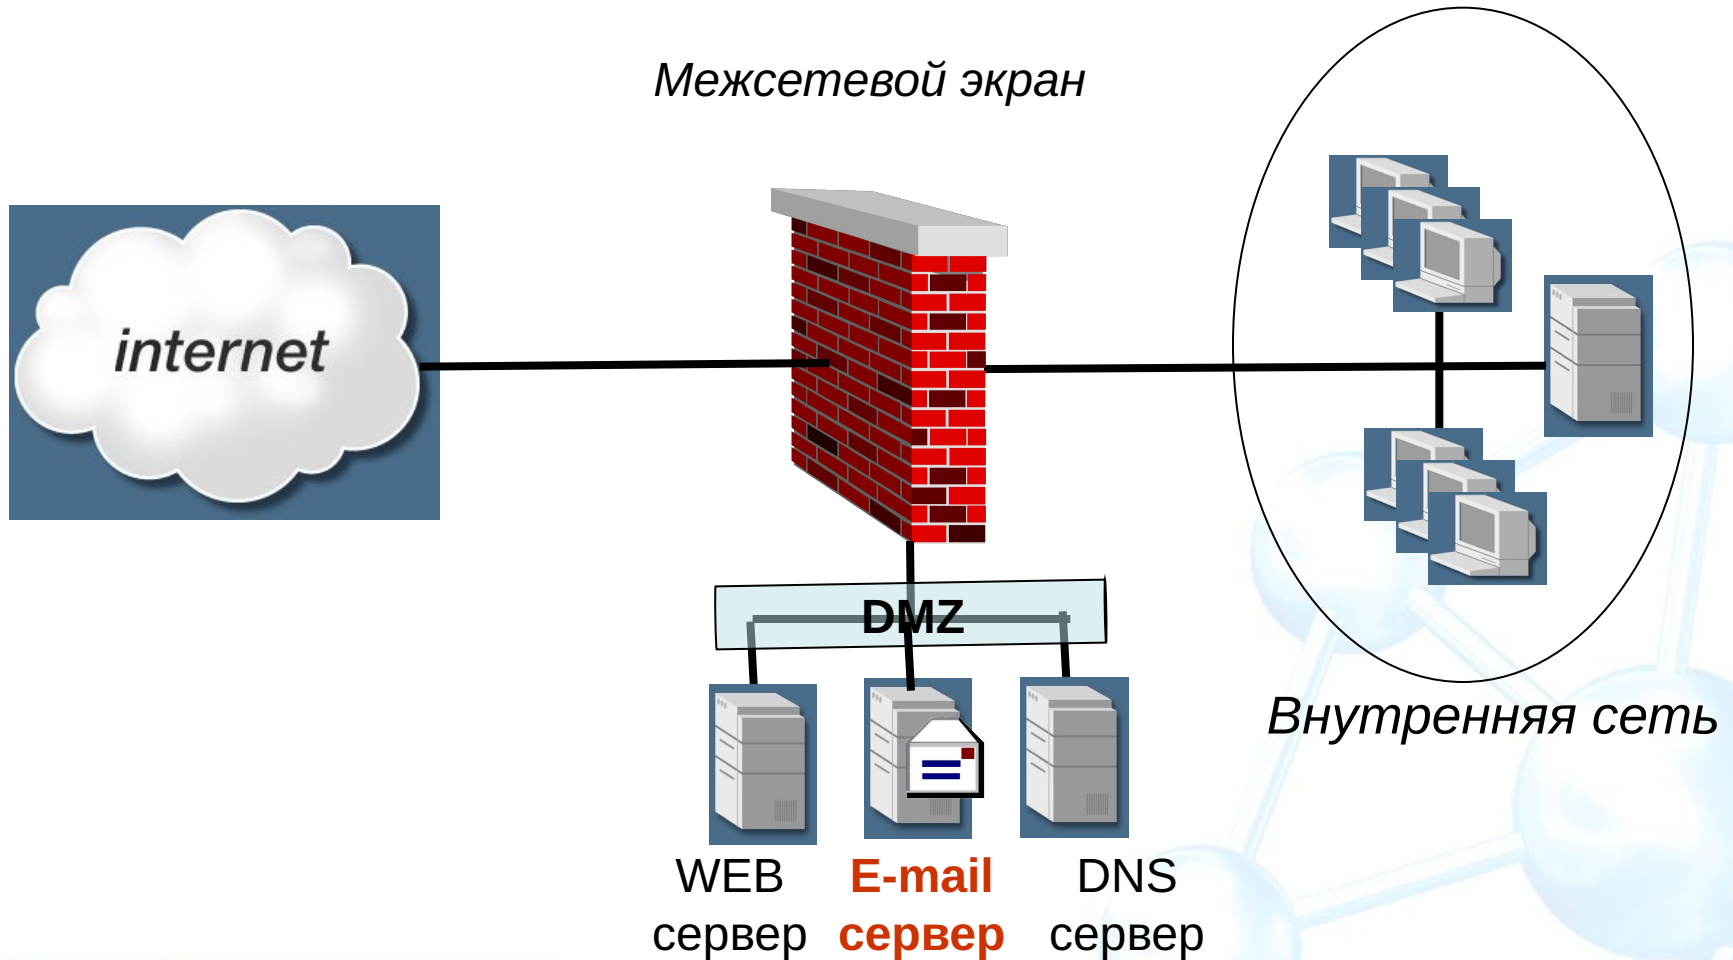 Межсетевой экран
internet
DMZ
Внутренняя сеть
WEB E-mail DNS
сервер сервер сервер